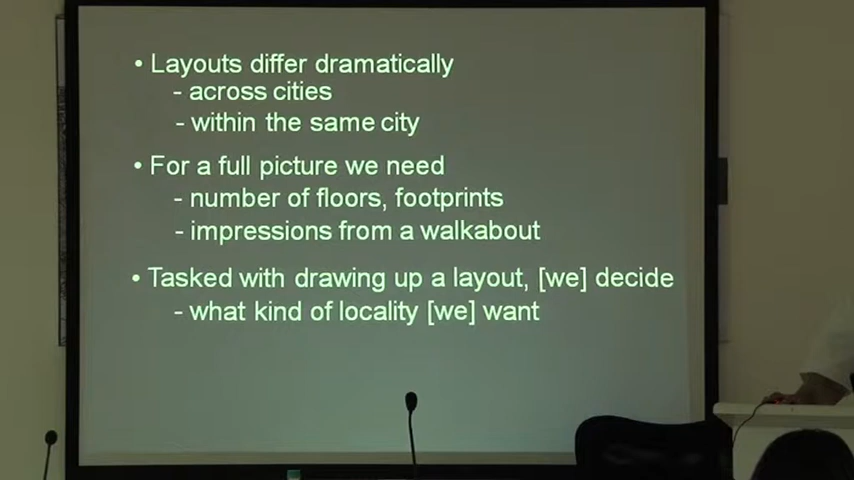 • Layouts differ dramatically
- across cities
- within the same city
• For a full picture we need
- number of floors, footprints
- impressions from a walkabout
• Tasked with drawing up a layout, [we] decide
- what kind of locality [we] want